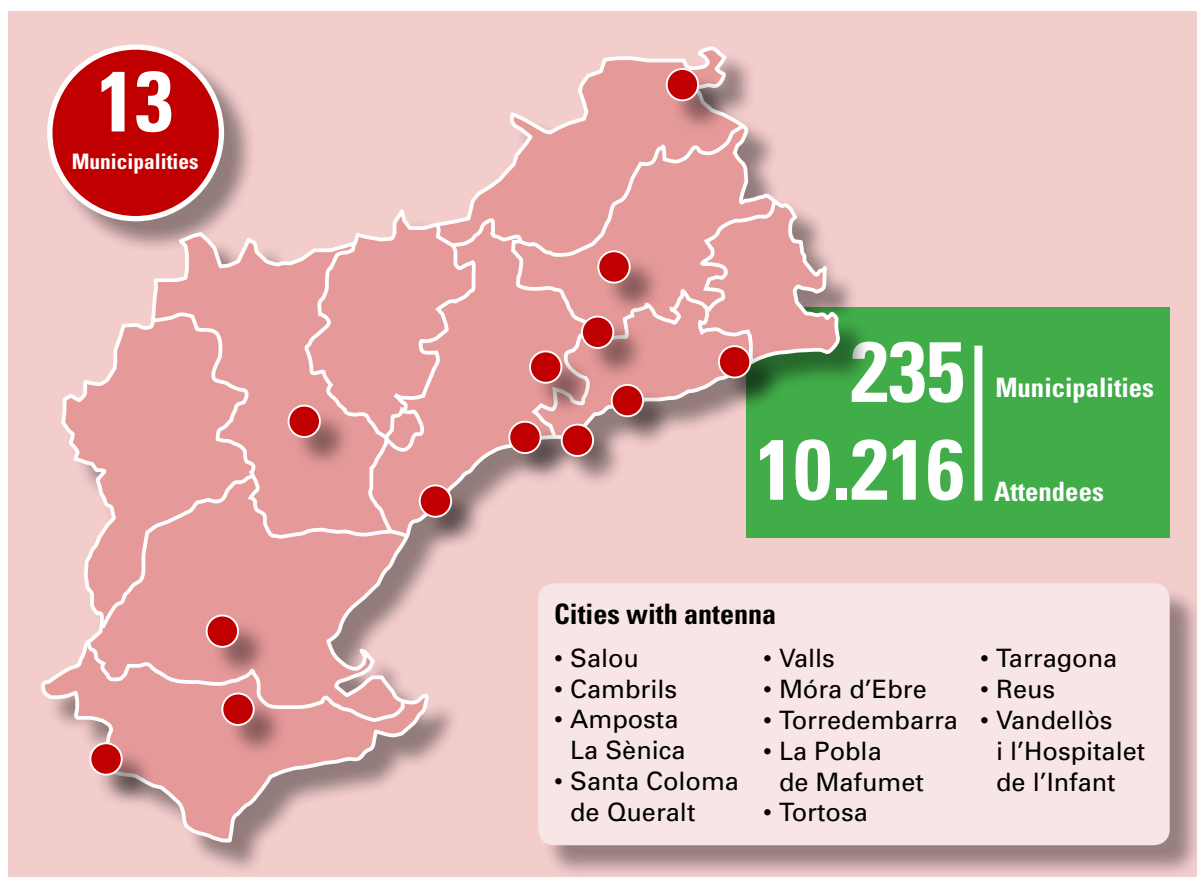 13
Municipalities
235
Municipalities
10.216
Attendees
Cities with antenna
• Salou
• Cambrils
• Amposta
La Sènica
• Santa Coloma
de Queralt
• Valls
• Móra d’Ebre
• Torredembarra
• La Pobla
de Mafumet
• Tortosa
• Tarragona
• Reus
• Vandellòs
i l’Hospitalet
de l’Infant